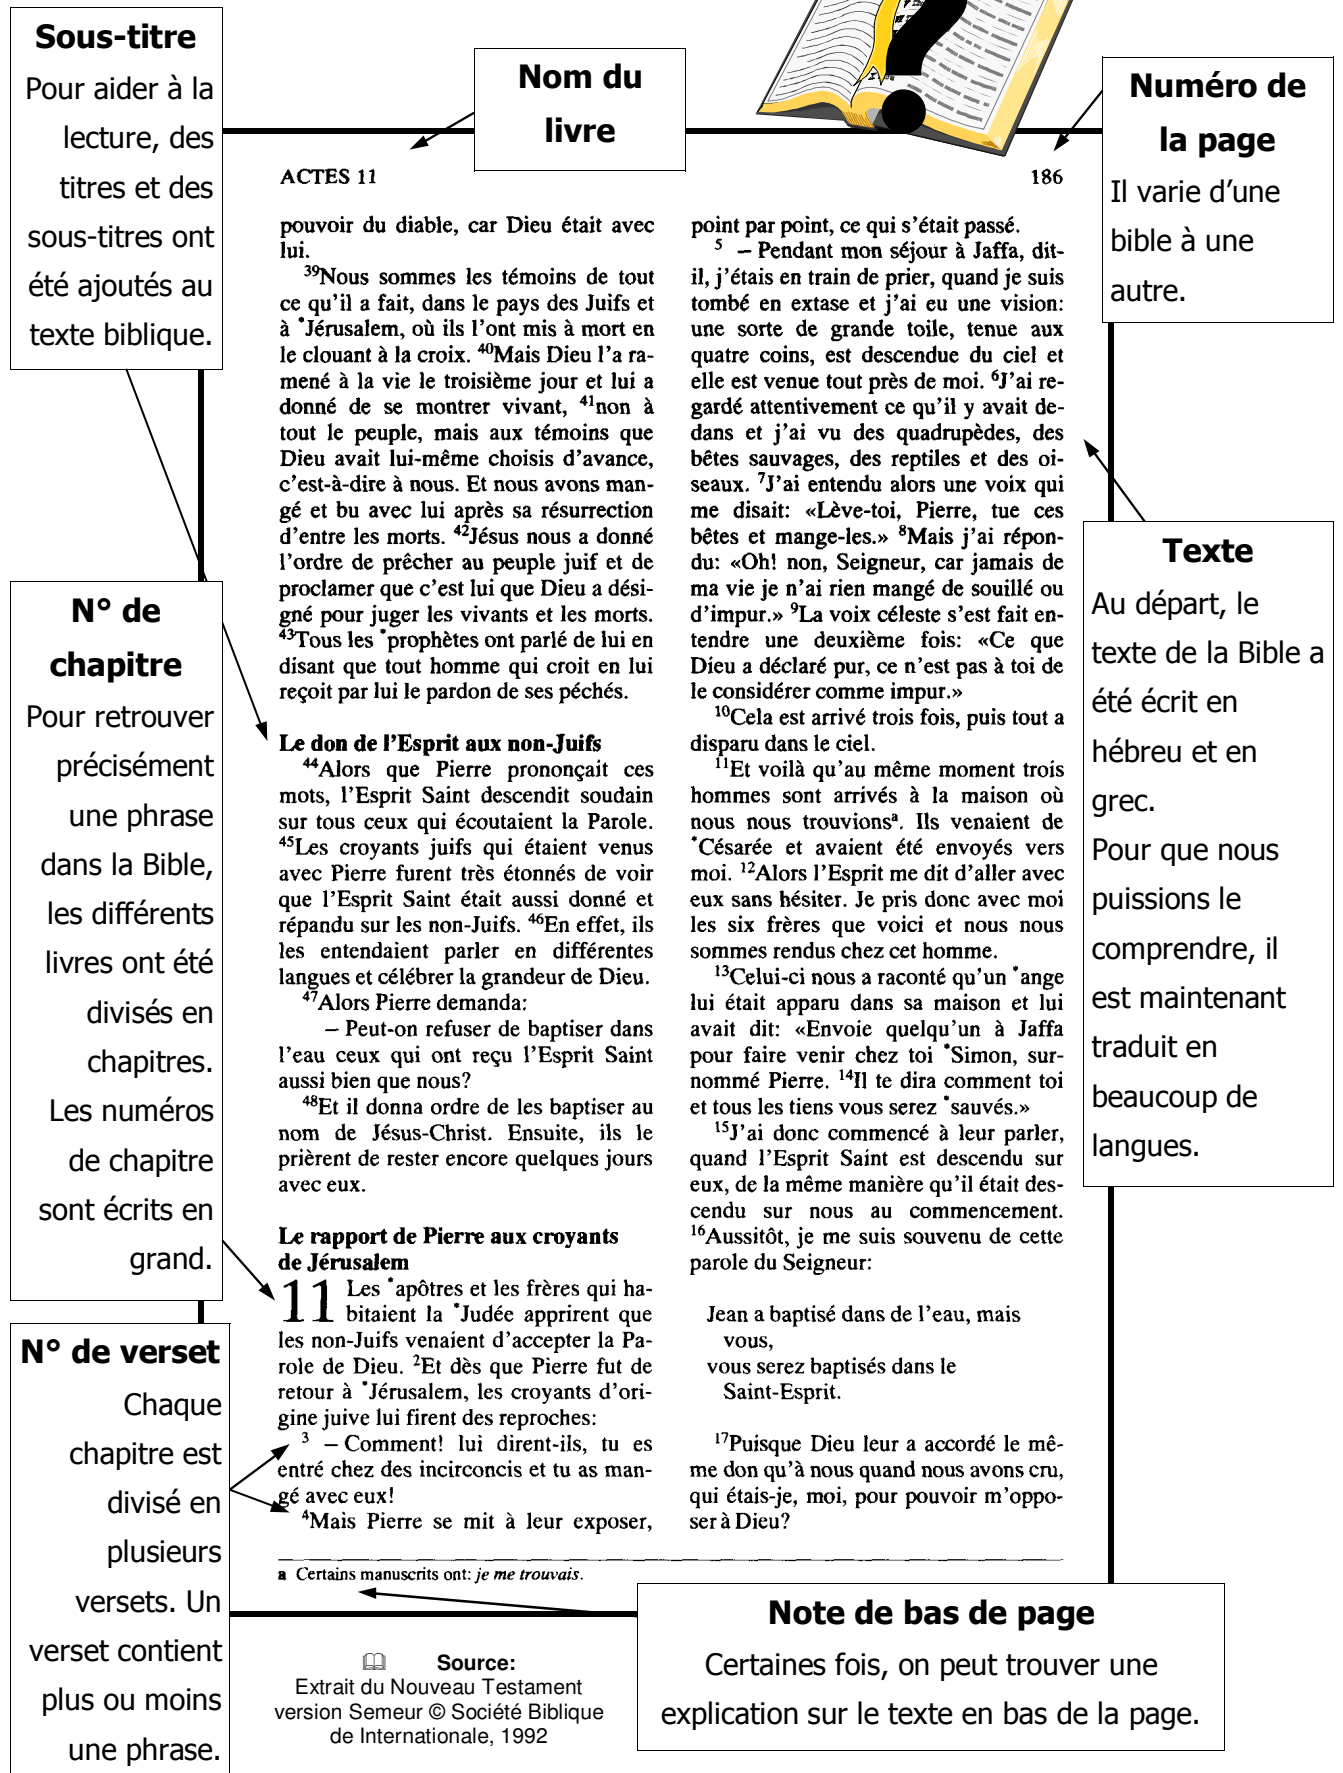 Sous-titre
Pour aider à la
lecture, des
titres et des
sous-titres ont
été ajoutés au
texte biblique.
Nom du
livre
Numéro de
la page
Il varie d’une
bible à une
autre.
ACTES 11
186
pouvoir du diable, car Dieu était avec
lui.
39Nous sommes les témoins de tout
ce qu'il a fait, dans le pays des Juifs et
à *Jérusalem, où ils l'ont mis à mort en
le clouant à la croix. 40Mais Dieu l'a ra-
mené à la vie le troisième jour et lui a
donné de se montrer vivant, 41non à
tout le peuple, mais aux témoins que
Dieu avait lui-même choisis d'avance,
c'est-à-dire à nous. Et nous avons man-
gé et bu avec lui après sa résurrection
d'entre les morts. 42Jésus nous a donné
l'ordre de prêcher au peuple juif et de
proclamer que c'est lui que Dieu a dési-
gné pour juger les vivants et les morts.
43Tous les *prophètes ont parlé de lui en
disant que tout homme qui croit en lui
reçoit par lui le pardon de ses péchés.
Le don de l'Esprit aux non-Juifs
44Alors que Pierre prononçait ces
mots, l'Esprit Saint descendit soudain
sur tous ceux qui écoutaient la Parole.
45Les croyants juifs qui étaient venus
avec Pierre furent très étonnés de voir
que l'Esprit Saint était aussi donné et
répandu sur les non-Juifs. 46En effet, ils
les entendaient parler en différentes
langues et célébrer la grandeur de Dieu.
47Alors Pierre demanda:
– Peut-on refuser de baptiser dans
l'eau ceux qui ont reçu l'Esprit Saint
aussi bien que nous?
48Et il donna ordre de les baptiser au
nom de Jésus-Christ. Ensuite, ils le
prièrent de rester encore quelques jours
avec eux.
Le rapport de Pierre aux croyants
de Jérusalem
11 Les *apôtres et les frères qui ha-
bitaient la *Judée apprirent que
les non-Juifs venaient d'accepter la Pa-
role de Dieu. 2Et dès que Pierre fut de
retour à *Jérusalem, les croyants d'ori-
gine juive lui firent des reproches:
3 – Comment! lui dirent-ils, tu es
entré chez des incirconcis et tu as man-
gé avec eux!
4Mais Pierre se mit à leur exposer,
point par point, ce qui s'était passé.
5 – Pendant mon séjour à Jaffa, dit-
il, j'étais en train de prier, quand je suis
tombé en extase et j'ai eu une vision:
une sorte de grande toile, tenue aux
quatre coins, est descendue du ciel et
elle est venue tout près de moi. 6J'ai re-
gardé attentivement ce qu'il y avait de-
dans et j'ai vu des quadrupèdes, des
bêtes sauvages, des reptiles et des oi-
seaux. 7J'ai entendu alors une voix qui
me disait: «Lève-toi, Pierre, tue ces
bêtes et mange-les.» 8Mais j'ai répon-
du: «Oh! non, Seigneur, car jamais de
ma vie je n'ai rien mangé de souillé ou
d'impur.» 9La voix céleste s'est fait en-
tendre une deuxième fois: «Ce que
Dieu a déclaré pur, ce n'est pas à toi de
le considérer comme impur.»
10Cela est arrivé trois fois, puis tout a
disparu dans le ciel.
11Et voilà qu'au même moment trois
hommes sont arrivés à la maison où
nous nous trouvionsa. Ils venaient de
*Césarée et avaient été envoyés vers
moi. 12Alors l'Esprit me dit d'aller avec
eux sans hésiter. Je pris donc avec moi
les six frères que voici et nous nous
sommes rendus chez cet homme.
13Celui-ci nous a raconté qu'un *ange
lui était apparu dans sa maison et lui
avait dit: «Envoie quelqu'un à Jaffa
pour faire venir chez toi *Simon, sur-
nommé Pierre. 14Il te dira comment toi
et tous les tiens vous serez *sauvés.»
15J'ai donc commencé à leur parler,
quand l'Esprit Saint est descendu sur
eux, de la même manière qu'il était des-
cendu sur nous au commencement.
16Aussitôt, je me suis souvenu de cette
parole du Seigneur:
Jean a baptisé dans de l'eau, mais
vous,
vous serez baptisés dans le
Saint-Esprit.
17Puisque Dieu leur a accordé le mê-
me don qu'à nous quand nous avons cru,
qui étais-je, moi, pour pouvoir m'oppo-
ser à Dieu?
a Certains manuscrits ont: je me trouvais.
N° de
chapitre
Pour retrouver
précisément
une phrase
dans la Bible,
les différents
livres ont été
divisés en
chapitres.
Les numéros
de chapitre
sont écrits en
grand.
N° de verset
Chaque
chapitre est
divisé en
plusieurs
versets. Un
verset contient
plus ou moins
une phrase.
Texte
Au départ, le
texte de la Bible a
été écrit en
hébreu et en
grec.
Pour que nous
puissions le
comprendre, il
est maintenant
traduit en
beaucoup de
langues.
Note de bas de page
Certaines fois, on peut trouver une
explication sur le texte en bas de la page.
Source:
Extrait du Nouveau Testament
version Semeur © Société Biblique
de Internationale, 1992